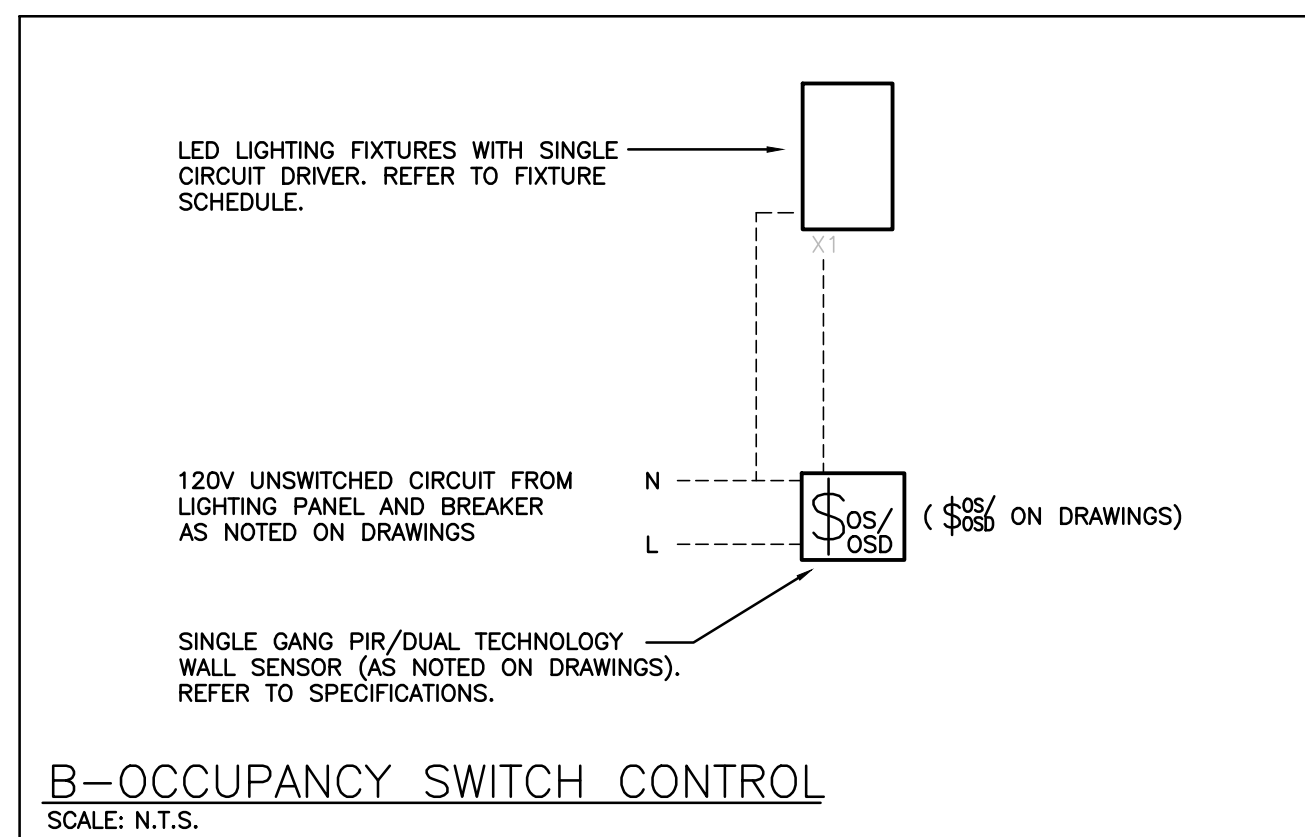 LED LIGHTING FIXTURES WITH SINGLE
CIRCUIT DRIVER. REFER TO FIXTURE
SCHEDULE.
X1
120V UNSWITCHED CIRCUIT FROM
LIGHTING PANEL AND BREAKER
AS NOTED ON DRAWINGS
N
L
$OS/
OSD
( $OS/
OSD ON DRAWINGS)
SINGLE GANG PIR/DUAL TECHNOLOGY
WALL SENSOR (AS NOTED ON DRAWINGS).
REFER TO SPECIFICATIONS.
B-OCCUPANCY SWITCH CONTROL
SCALE: N.T.S.